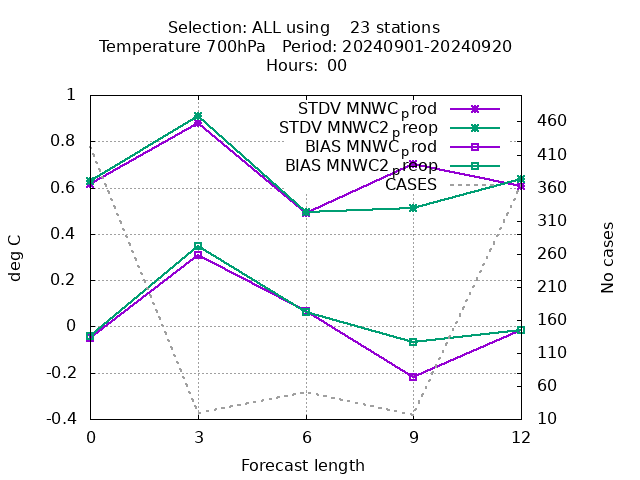 Selection: ALL using    23 stations
Temperature 700hPa   Period: 20240901-20240920
Hours: 00
STDV MNWC_prod
STDV MNWC2_preop
BIAS MNWC_prod
BIAS MNWC2_preop
CASES
1
0.8
0.6
0.4
0.2
0
-0.2
-0.4
deg C
460
410
360
310
260
210
160
110
60
10
No cases
0 3 6 9 12
Forecast length